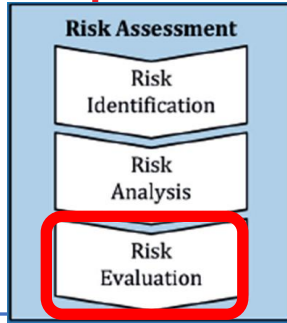 Risk Assessment
Risk
Identification
Risk
Analysis
Risk
Evaluation